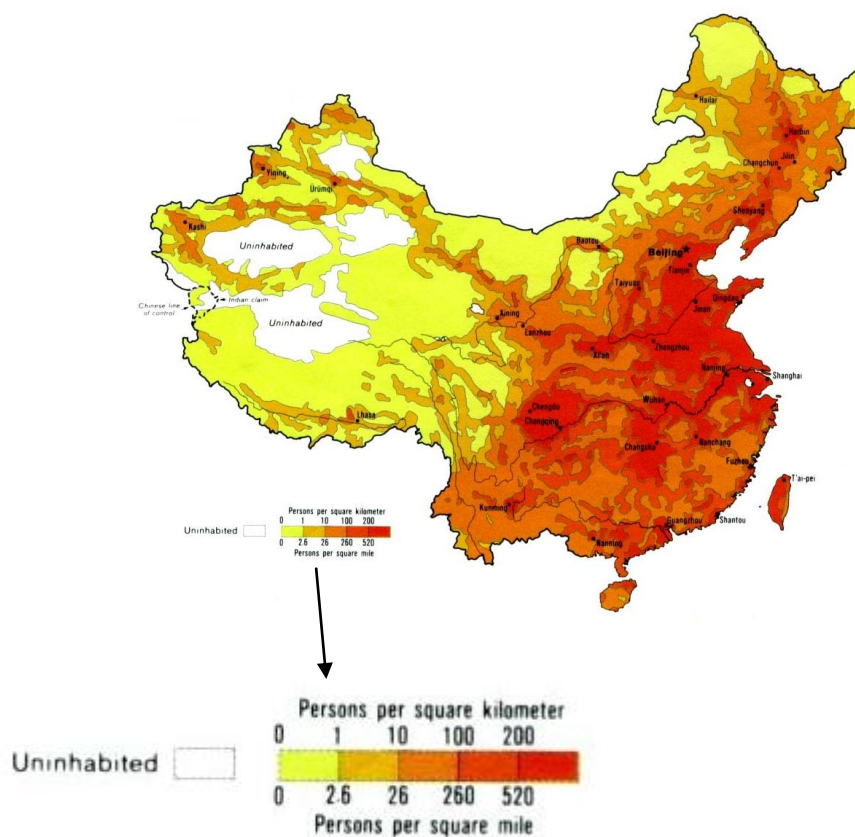 Hailar
Harbin
Jilin
Changchun
Yining
Ürümqi
Shenyang
Kashi
Baotou
Beijing
Uninhabited
Tianjin
Taiyuan
Chinese line of control
Indian claim
Qingdao
Jinan
Uninhabited
Xining
Lanzhou
Zhengzhou
Xi'an
Nanjing
Shanghai
Wuhan
Chengdu
Lhasa
Chongqing
Changsha
Nanchang
Fuzhou
T'ai-pei
Kunming
Guangzhou
Shantou
Nanning
Persons per square kilometer
0 1 10 100 200
Uninhabited
0 2.6 26 260 520
Persons per square mile
Persons per square kilometer
0 1 10 100 200
Uninhabited
0 2.6 26 260 520
Persons per square mile